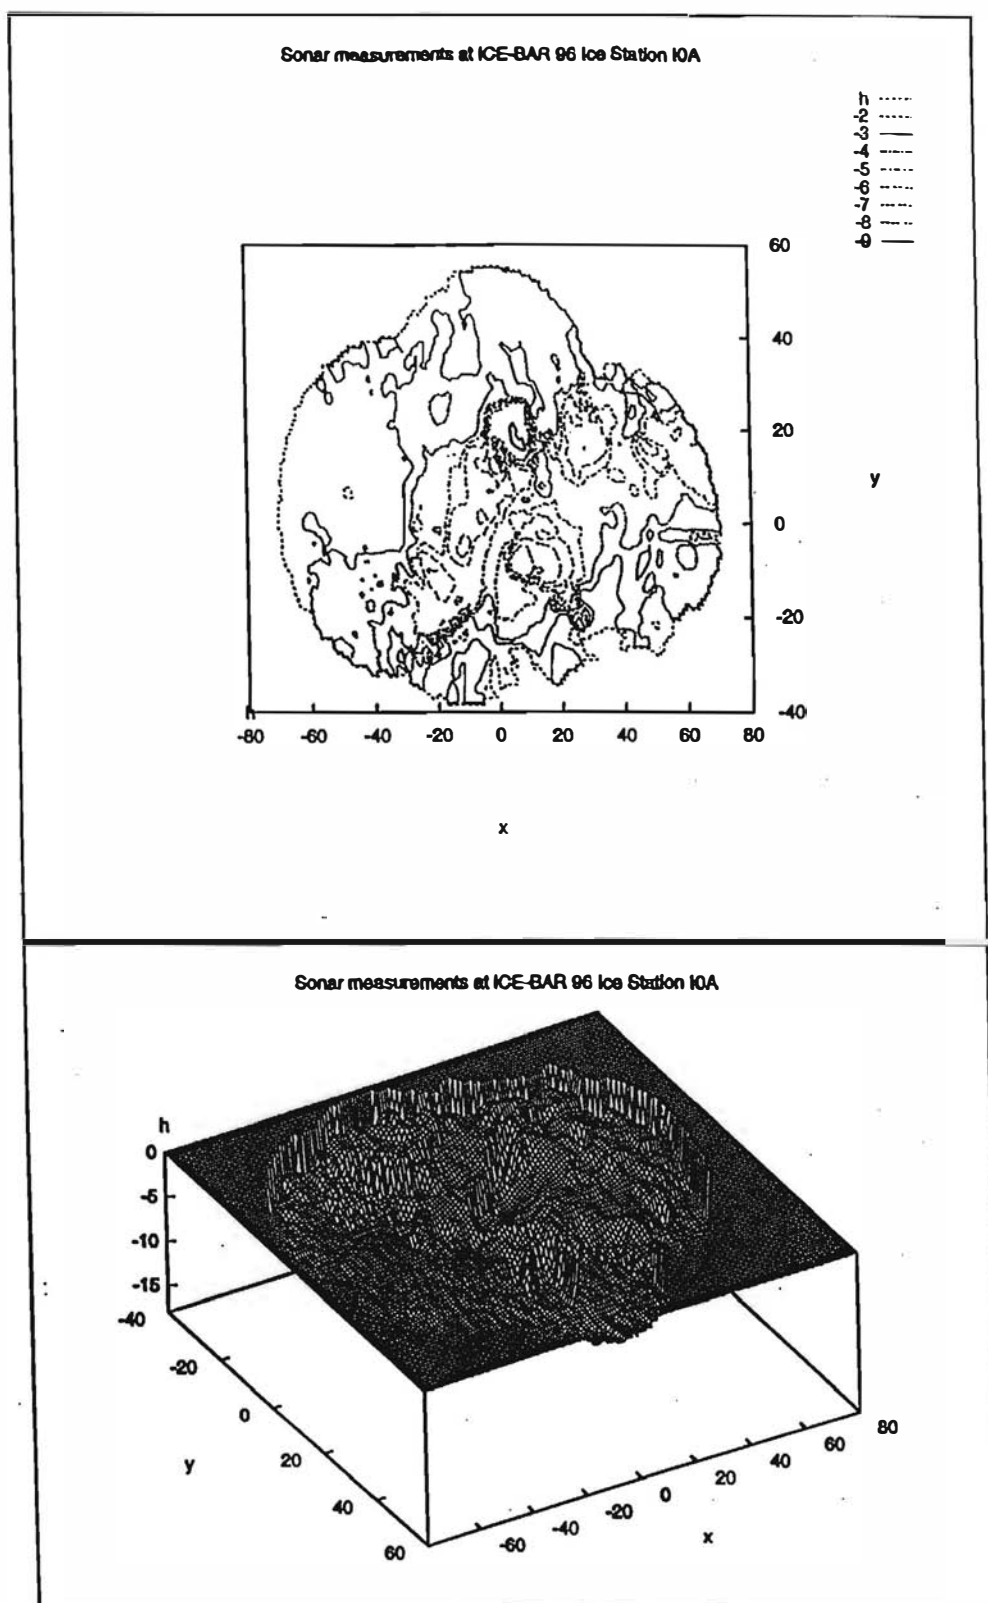 Sonar measurements at ICE-BAR 96 Ice Station I0A
h
-2
-3
-4
-5
-6
-7
-8
-9
60
40
20
y
0
-20
-40
-80 -60 -40 -20 0 20 40 60 80
x
Sonar measurements at ICE-BAR 96 Ice Station I0A
h
0
-5
-10
-15
-40
-20
0
20
40
60
y
-60 -40 -20 0 20 40 60 80
x